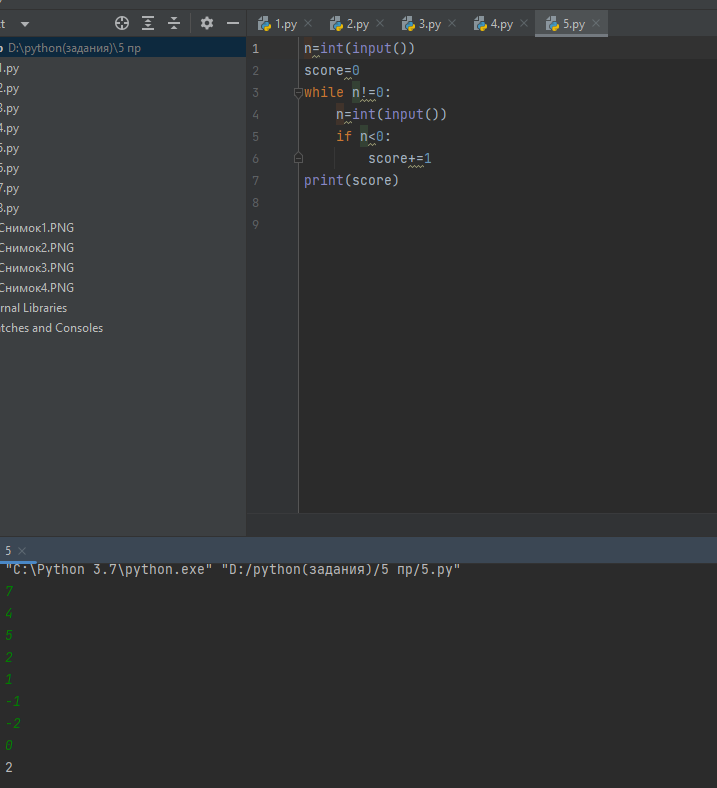 1.py
2.py
3.py
4.py
5.py
D:\python(задания)\5 пр
.py
2.py
3.py
4.py
5.py
6.py
7.py
8.py
Снимок1.PNG
Снимок2.PNG
Снимок3.PNG
Снимок4.PNG
rnal Libraries
tches and Consoles
1 n=int(input())
2 score=0
3 while n!=0:
4 n=int(input())
5 if n<0:
6 score+=1
7 print(score)
8
9
5
"C:\Python 3.7\python.exe" "D:/python(задания)/5 пр/5.py"
7
4
5
2
1
-1
-2
0
2